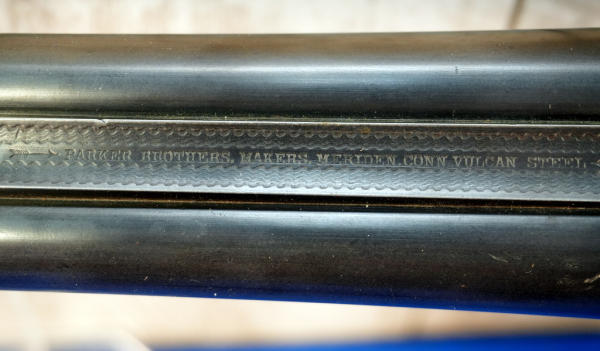 PARKER BROTHERS, MAKERS, MERIDEN, CONN. VULCAN STEEL.